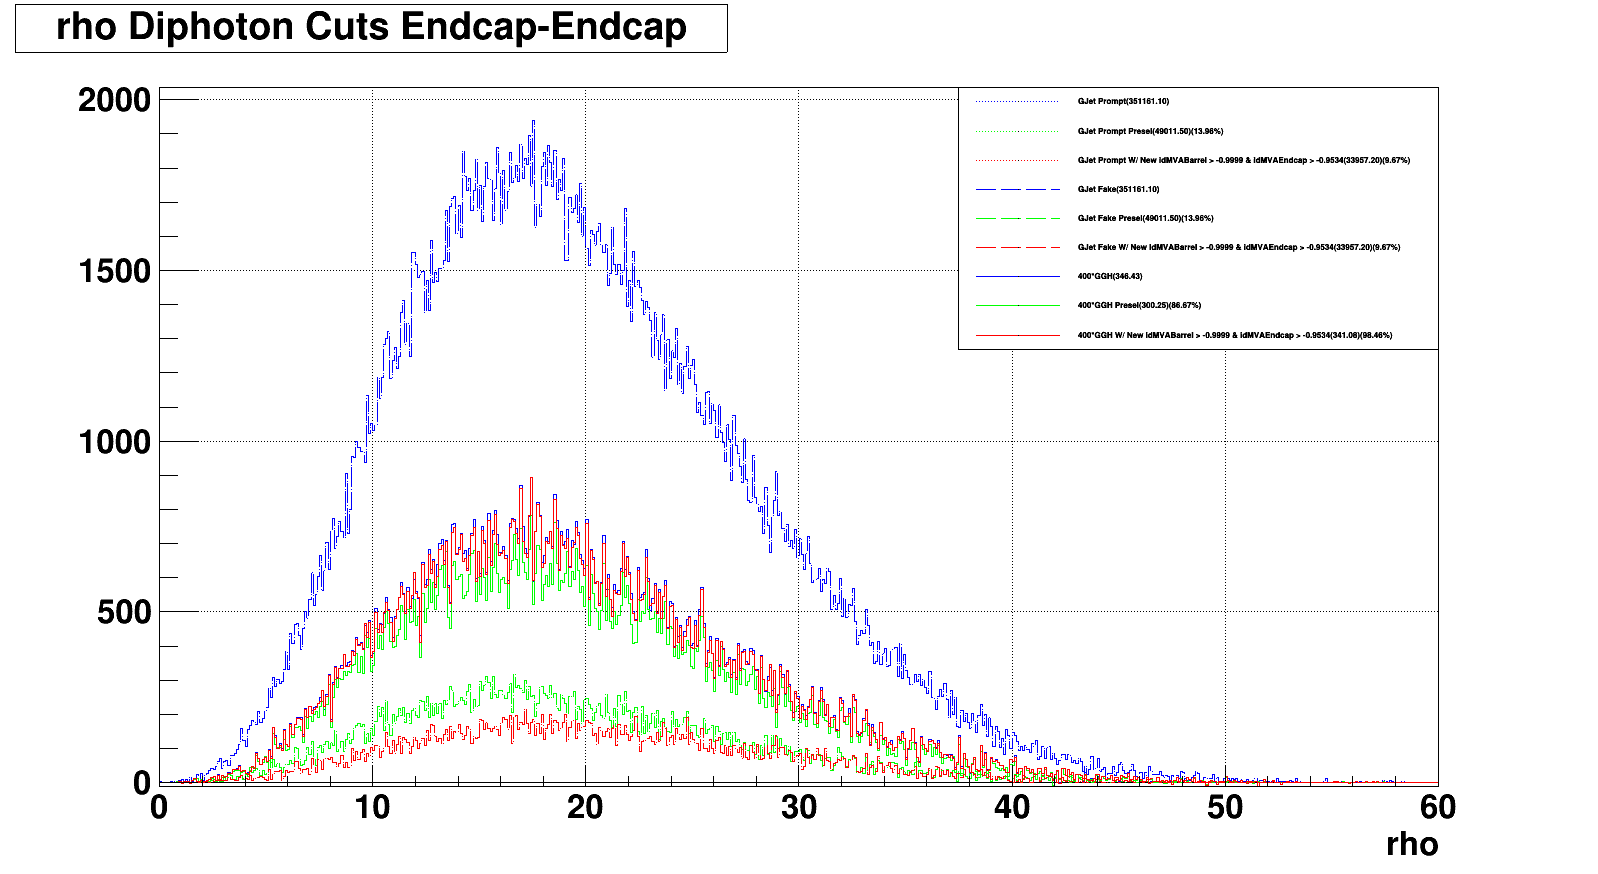 rho Diphoton Cuts Endcap-Endcap
2000
1500
1000
500
0
GJet Prompt(351161.10)
GJet Prompt Presel(49011.50)(13.96%)
GJet Prompt W/ New idMVABarrel > -0.9999 & idMVAEndcap > -0.9534(33957.20)(9.67%)
GJet Fake(351161.10)
GJet Fake Presel(49011.50)(13.96%)
GJet Fake W/ New idMVABarrel > -0.9999 & idMVAEndcap > -0.9534(33957.20)(9.67%)
400*GGH(346.43)
400*GGH Presel(300.25)(86.67%)
400*GGH W/ New idMVABarrel > -0.9999 & idMVAEndcap > -0.9534(341.08)(98.46%)
0 10 20 30 40 50 60
rho